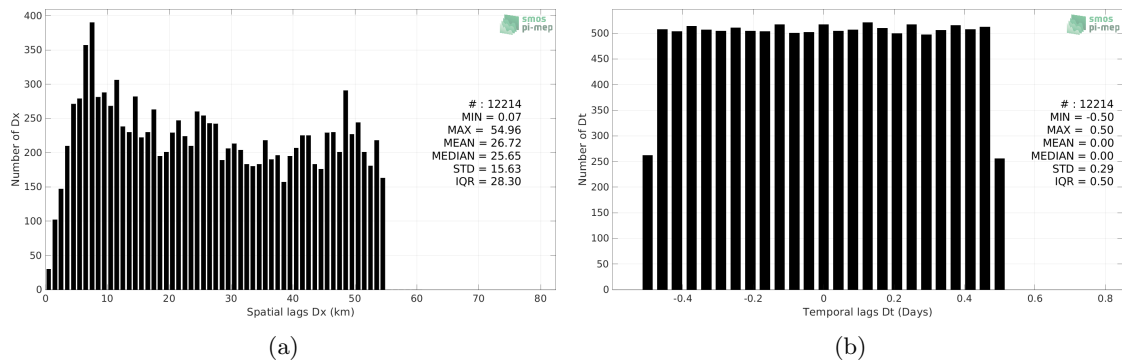 400
350
300
250
200
150
100
50
0
Number of Dx
0 10 20 30 40 50 60 70 80
Spatial lags Dx (km)
smos
pi-mep
# : 12214
MIN = 0.07
MAX = 54.96
MEAN = 26.72
MEDIAN = 25.65
STD = 15.63
IQR = 28.30
(a)
500
450
400
350
300
250
200
150
100
50
0
Number of Dt
-0.4 -0.2 0 0.2 0.4 0.6 0.8
Temporal lags Dt (Days)
smos
pi-mep
# : 12214
MIN = -0.50
MAX = 0.50
MEAN = 0.00
MEDIAN = 0.00
STD = 0.29
IQR = 0.50
(b)